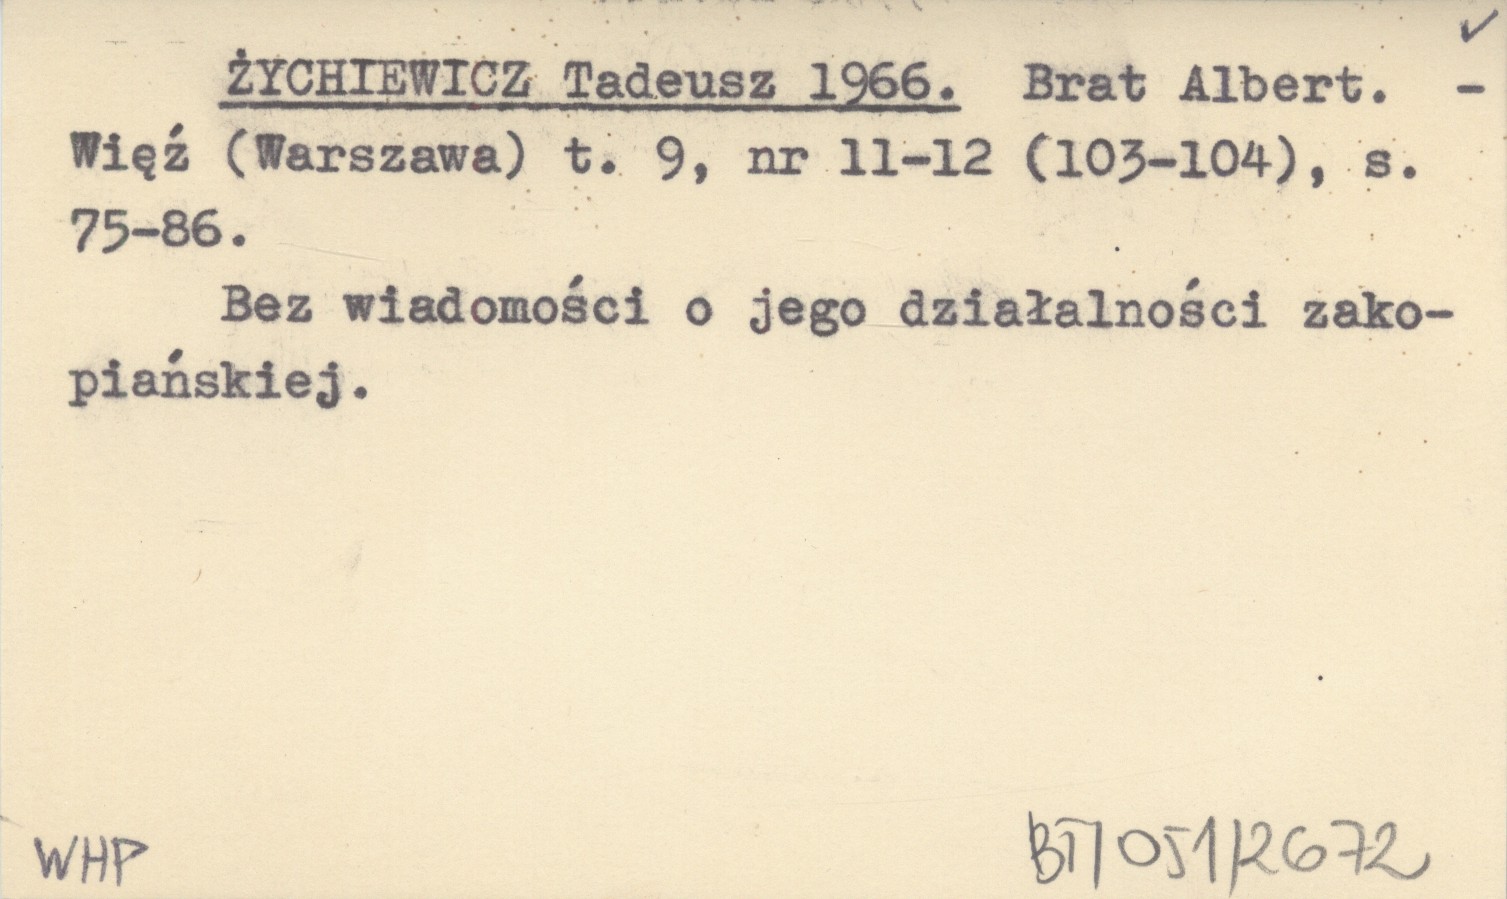 ŻYCHIEWICZ Tadeusz 1966. Brat Albert. -
Więź (Warszawa) t. 9, nr 11-12 (103-104), s.
75-86.
Bez wiadomości o jego działalności zako-
piańskiej.
WHP
BT/051/2672